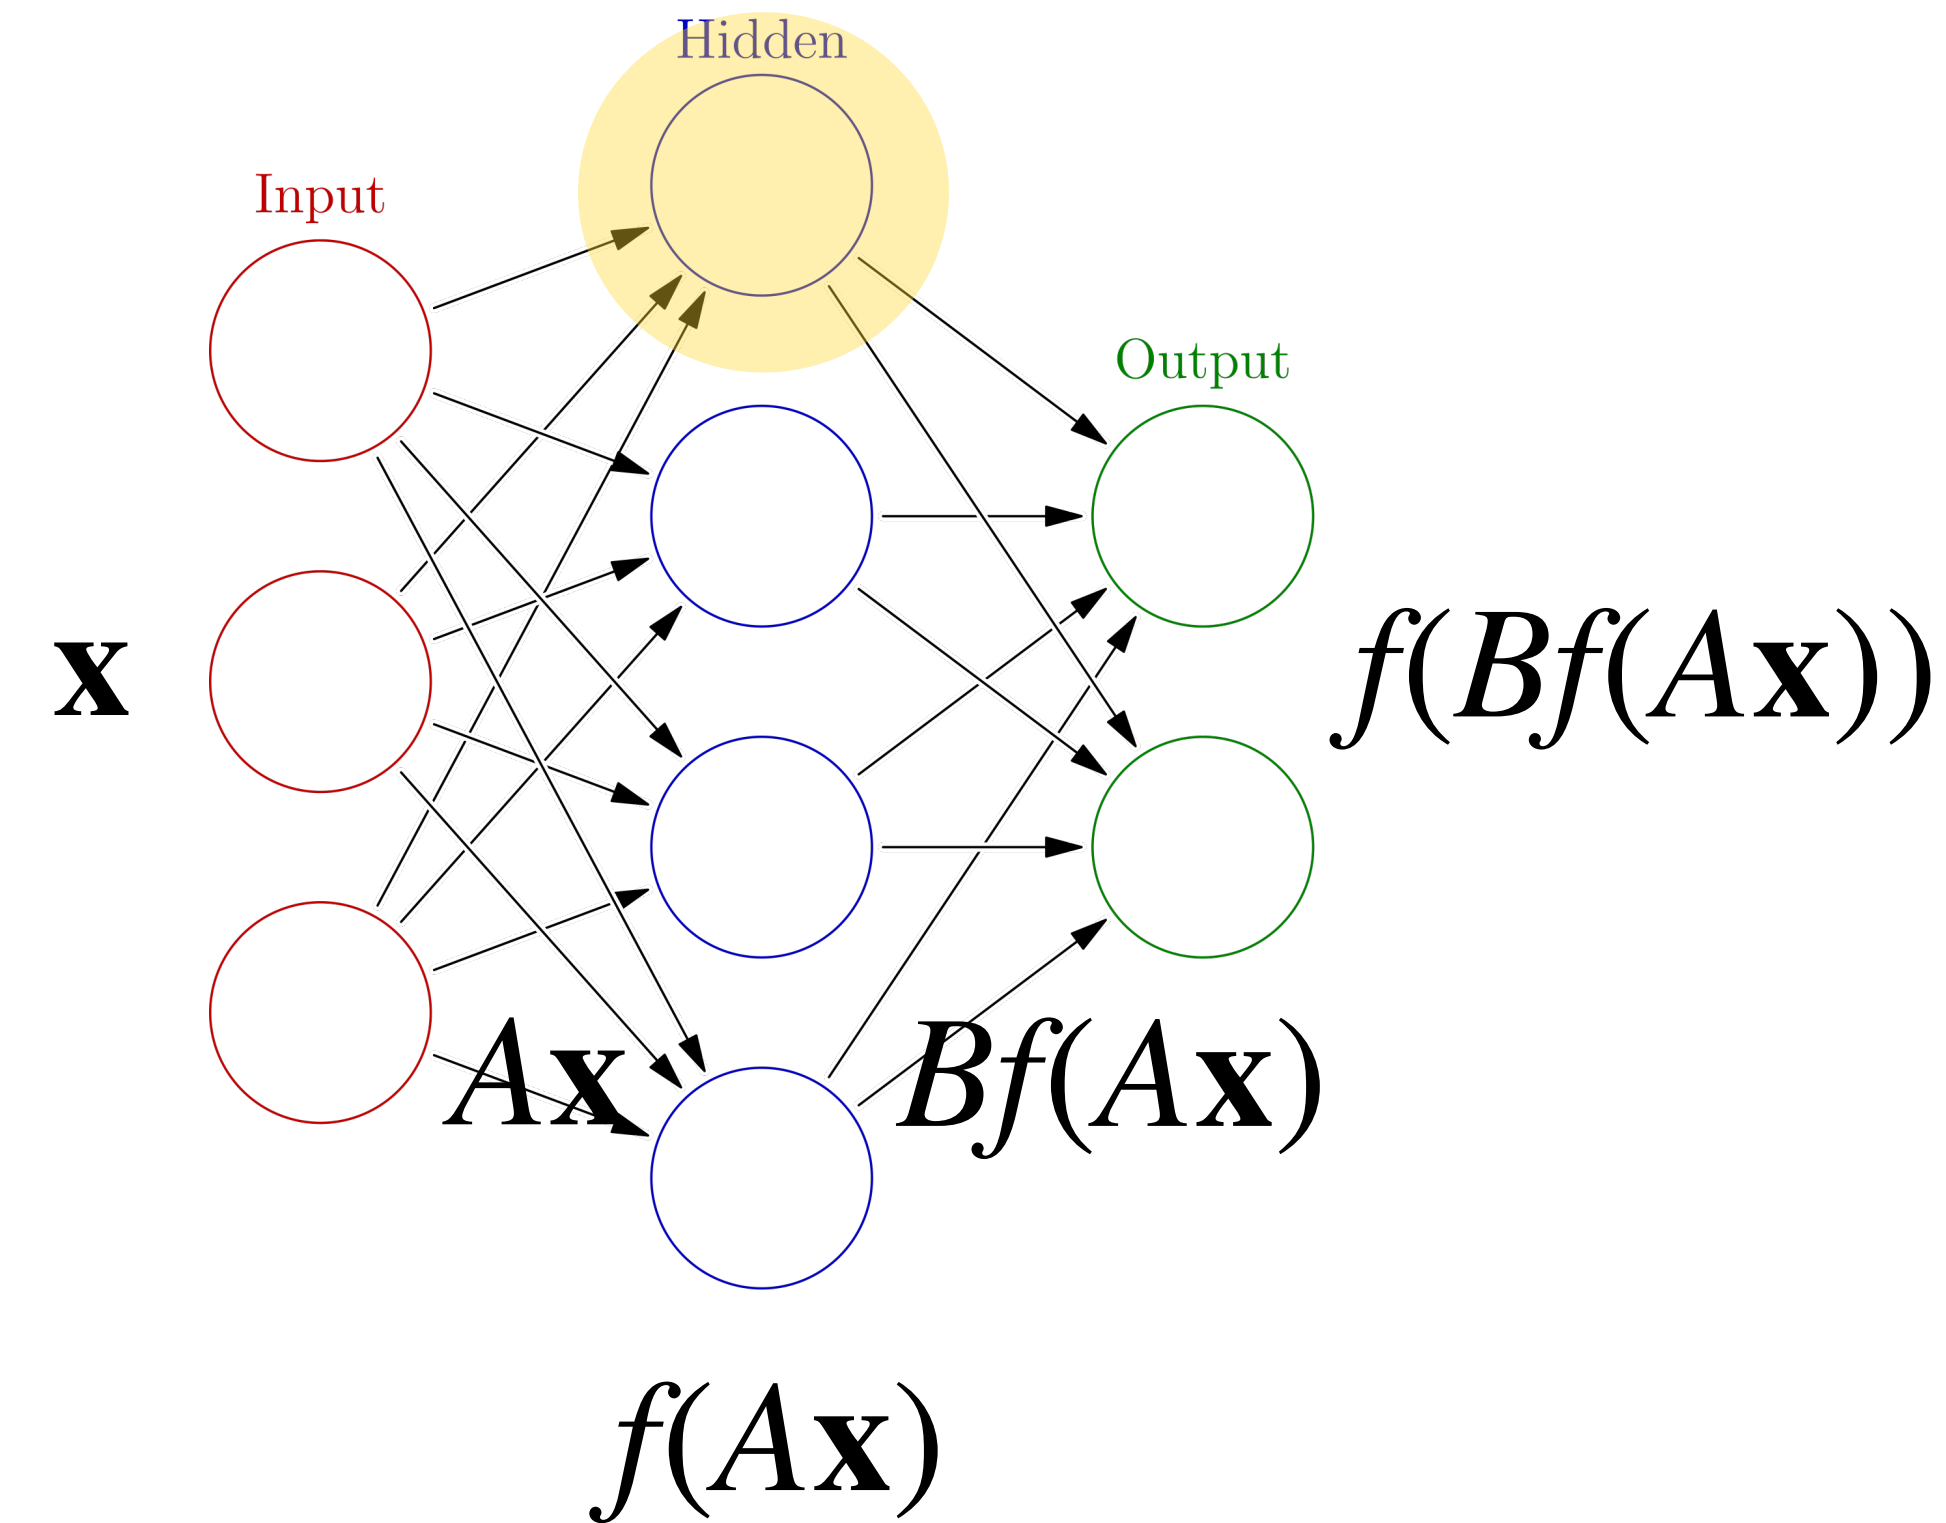 Hidden
Input
Output
x
f(Bf(Ax))
Ax
Bf(Ax)
f(Ax)